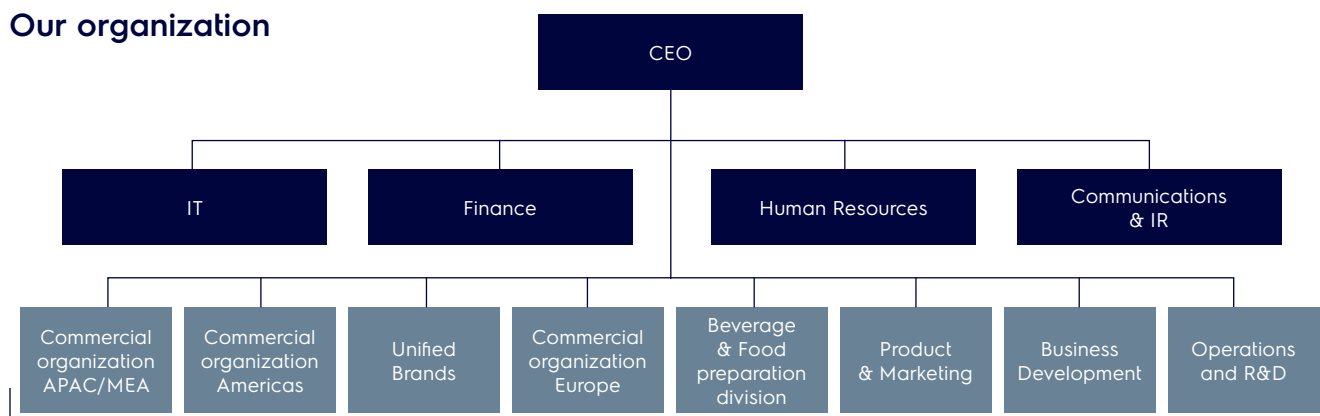 Our organization
CEO
IT
Finance
Human Resources
Communications
& IR
Commercial
organization
APAC/MEA
Commercial
organization
Americas
Unified
Brands
Commercial
organization
Europe
Beverage
& Food
preparation
division
Product
& Marketing
Business
Development
Operations
and R&D